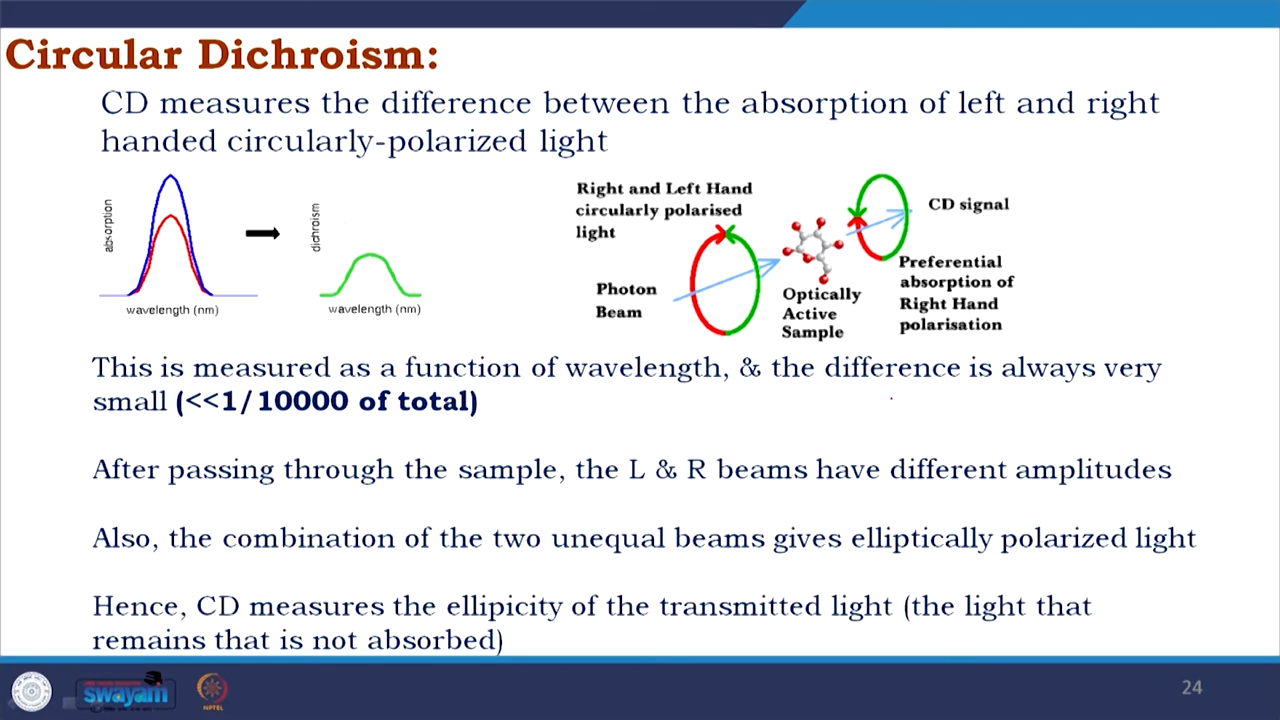 Circular Dichroism:
CD measures the difference between the absorption of left and right
handed circularly-polarized light
absorption
wavelength (nm)
dichroism
wavelength (nm)
Right and Left Hand
circularly polarised
light
Photon
Beam
Optically
Active
Sample
CD signal
Preferential
absorption of
Right Hand
polarisation
This is measured as a function of wavelength, & the difference is always very
small (<<1/10000 of total)
After passing through the sample, the L & R beams have different amplitudes
Also, the combination of the two unequal beams gives elliptically polarized light
Hence, CD measures the ellipicity of the transmitted light (the light that
remains that is not absorbed)
swayam
NPTEL
24